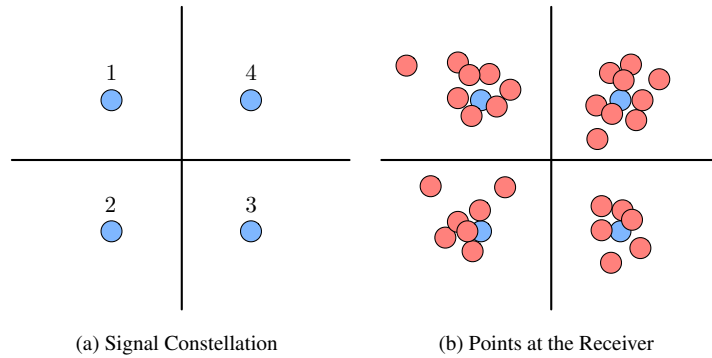 1 4
2 3
(a) Signal Constellation
(b) Points at the Receiver